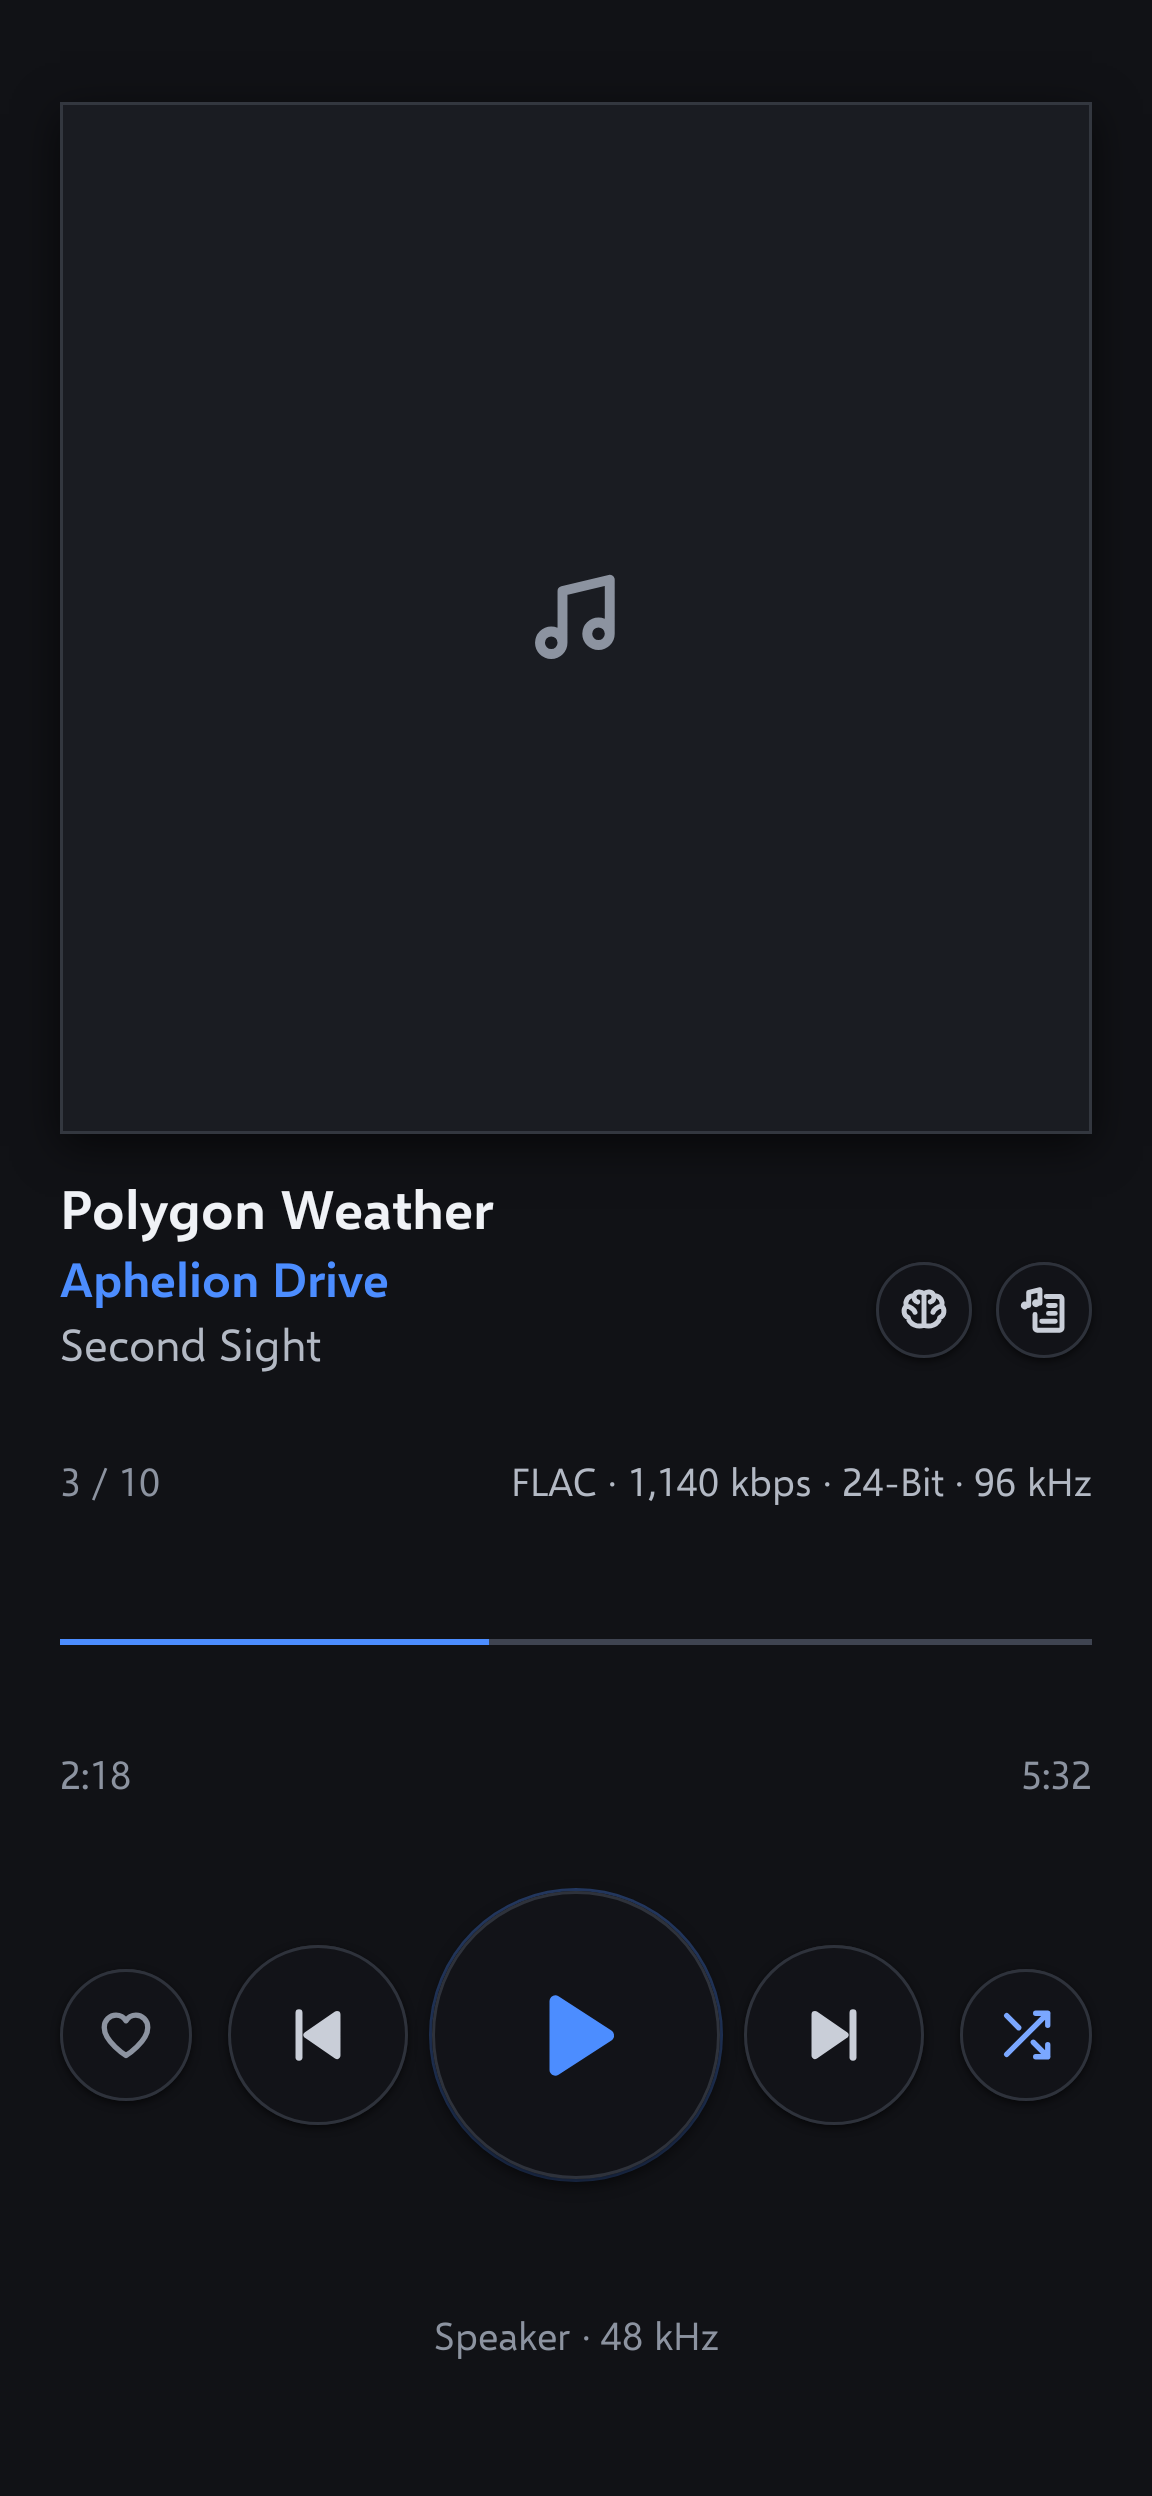 Polygon Weather
Aphelion Drive
Second Sight
3 / 10
FLAC · 1,140 kbps · 24-Bit · 96 kHz
2:18
5:32
Speaker · 48 kHz